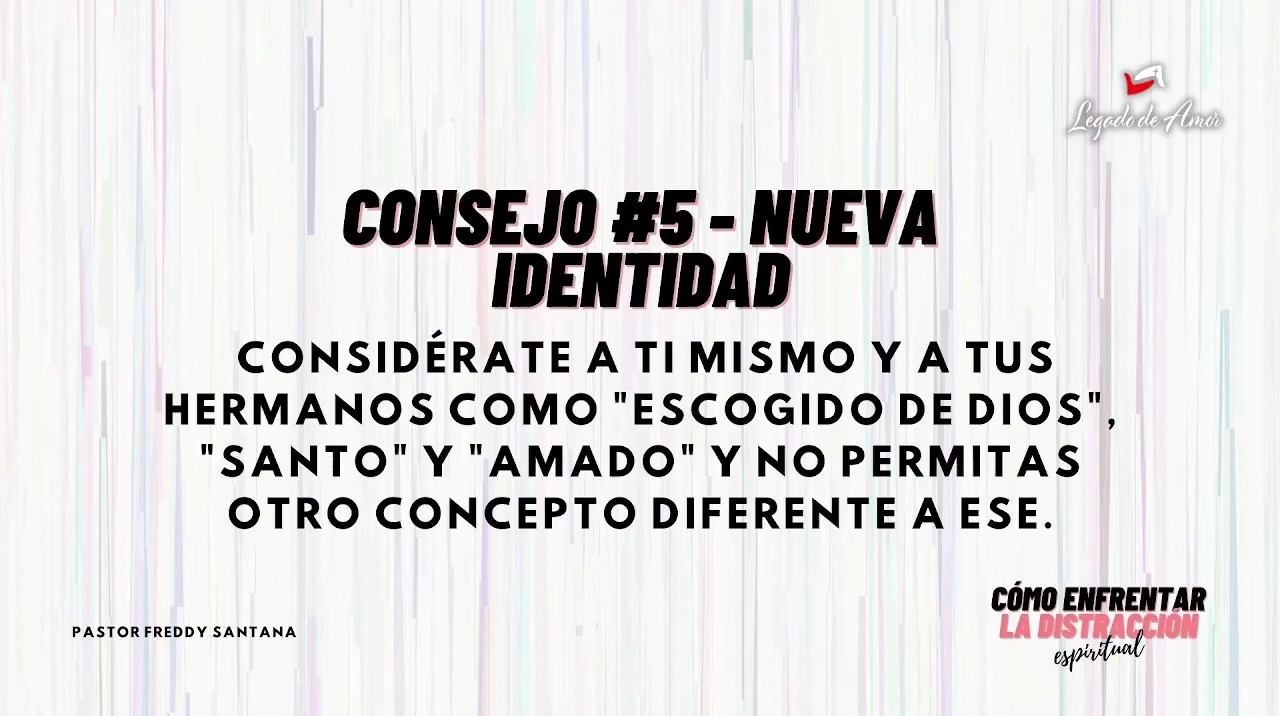 Legado de Amor
CONSEJO #5 - NUEVA
IDENTIDAD
CONSIDÉRATE A TI MISMO Y A TUS
HERMANOS COMO "ESCOGIDO DE DIOS",
"SANTO" Y "AMADO" Y NO PERMITAS
OTRO CONCEPTO DIFERENTE A ESE.
PASTOR FREDDY SANTANA
CÓMO ENFRENTAR
LA DISTRACCIÓN
espiritual